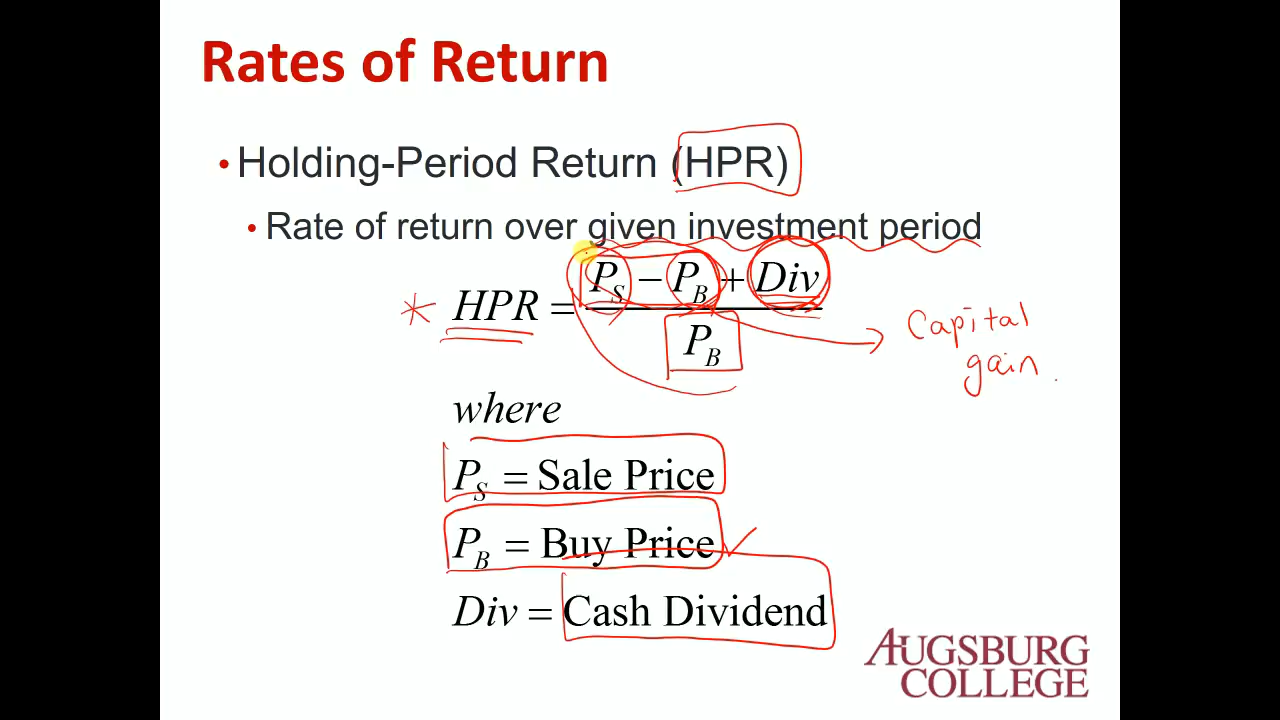 Rates of Return
• Holding-Period Return (HPR)
• Rate of return over given investment period
* HPR = (P_S − P_B + Div) / P_B
Capital
gain
where
P_S = Sale Price
P_B = Buy Price
Div = Cash Dividend
AUGSBURG
COLLEGE